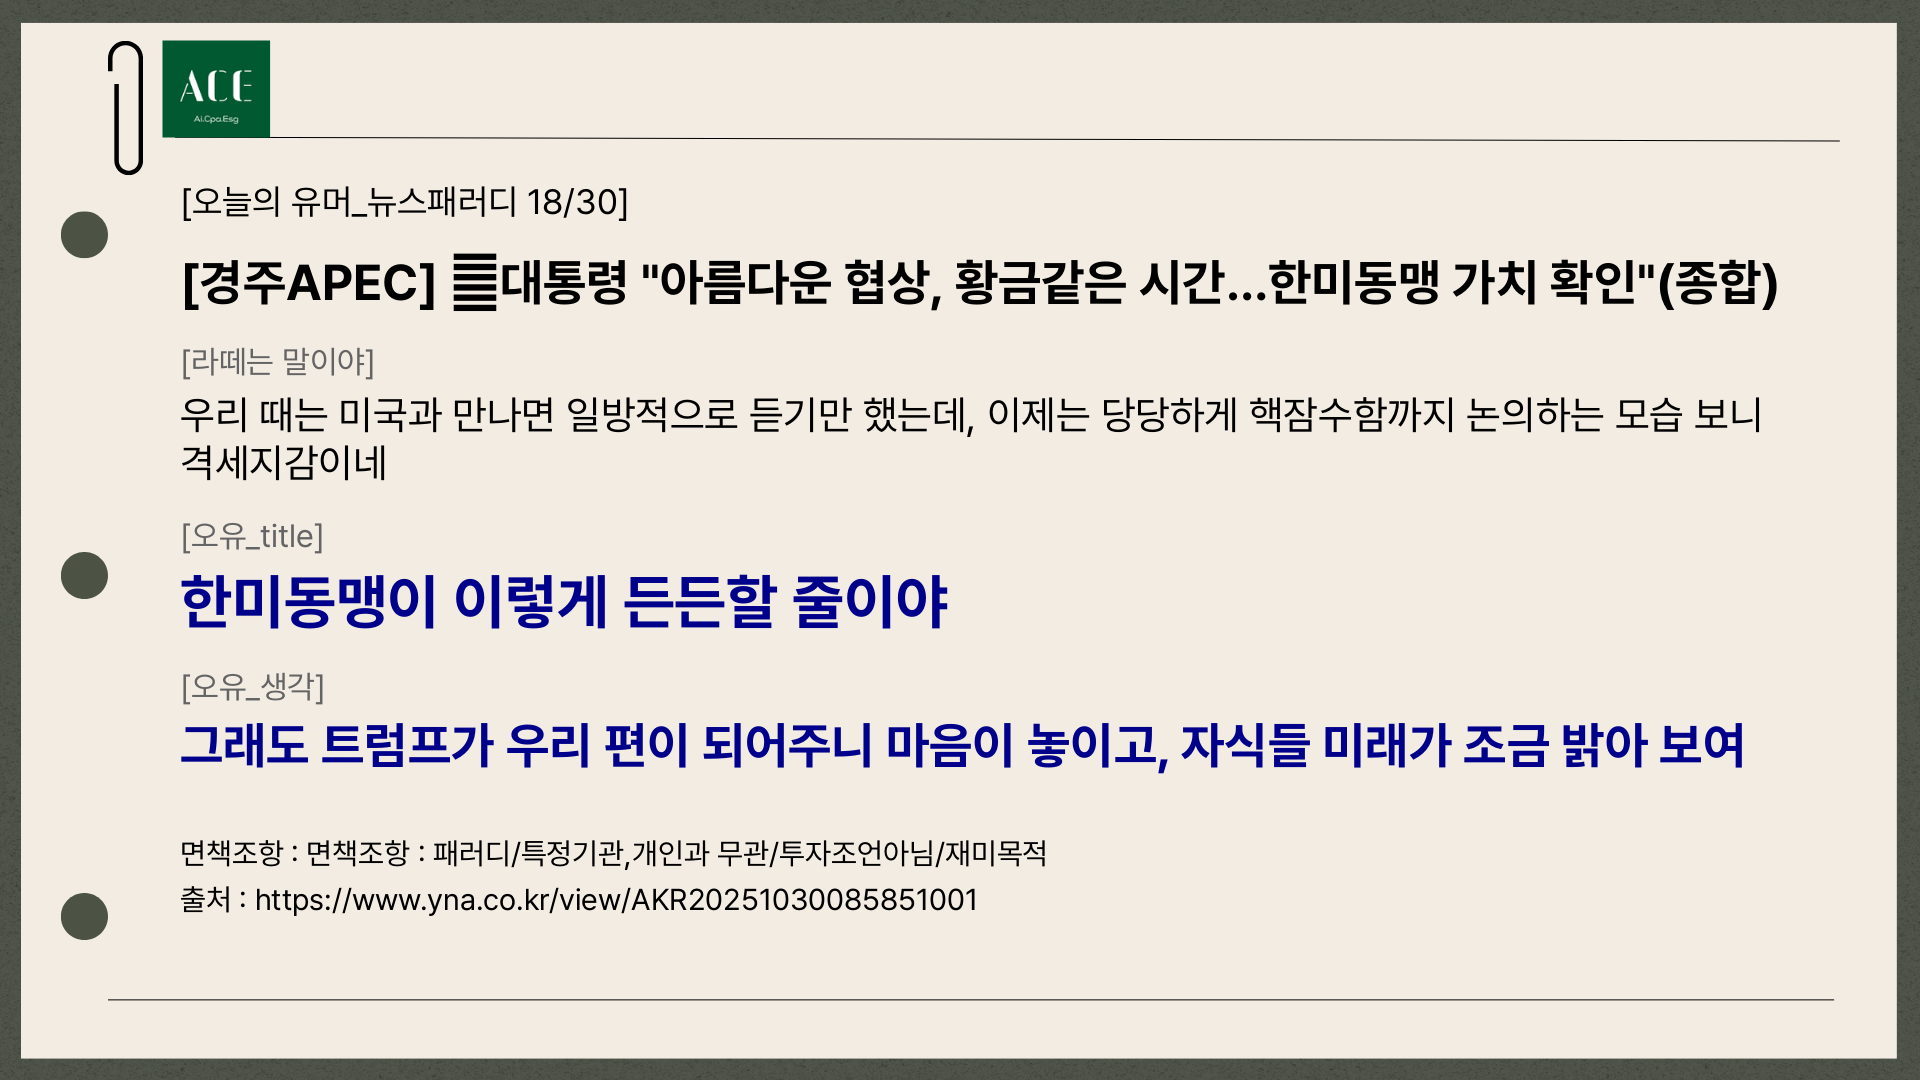 ACE
Ai.Cpa.Esg
[오늘의 유머_뉴스패러디 18/30]
[경주APEC] 대통령 "아름다운 협상, 황금같은 시간...한미동맹 가치 확인"(종합)
[라떼는 말이야]
우리 때는 미국과 만나면 일방적으로 듣기만 했는데, 이제는 당당하게 핵잠수함까지 논의하는 모습 보니
격세지감이네
[오유_title]
한미동맹이 이렇게 든든할 줄이야
[오유_생각]
그래도 트럼프가 우리 편이 되어주니 마음이 놓이고, 자식들 미래가 조금 밝아 보여
면책조항 : 면책조항 : 패러디/특정기관,개인과 무관/투자조언아님/재미목적
출처 : https://www.yna.co.kr/view/AKR20251030085851001